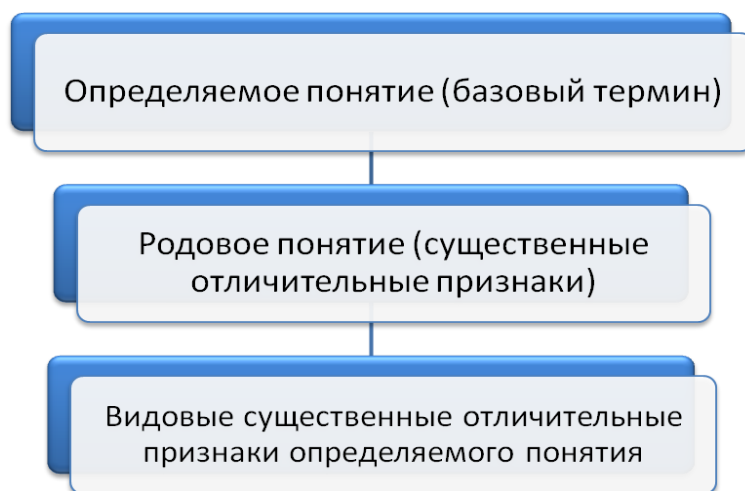 Определяемое понятие (базовый термин)
Родовое понятие (существенные
отличительные признаки)
Видовые существенные отличительные
признаки определяемого понятия